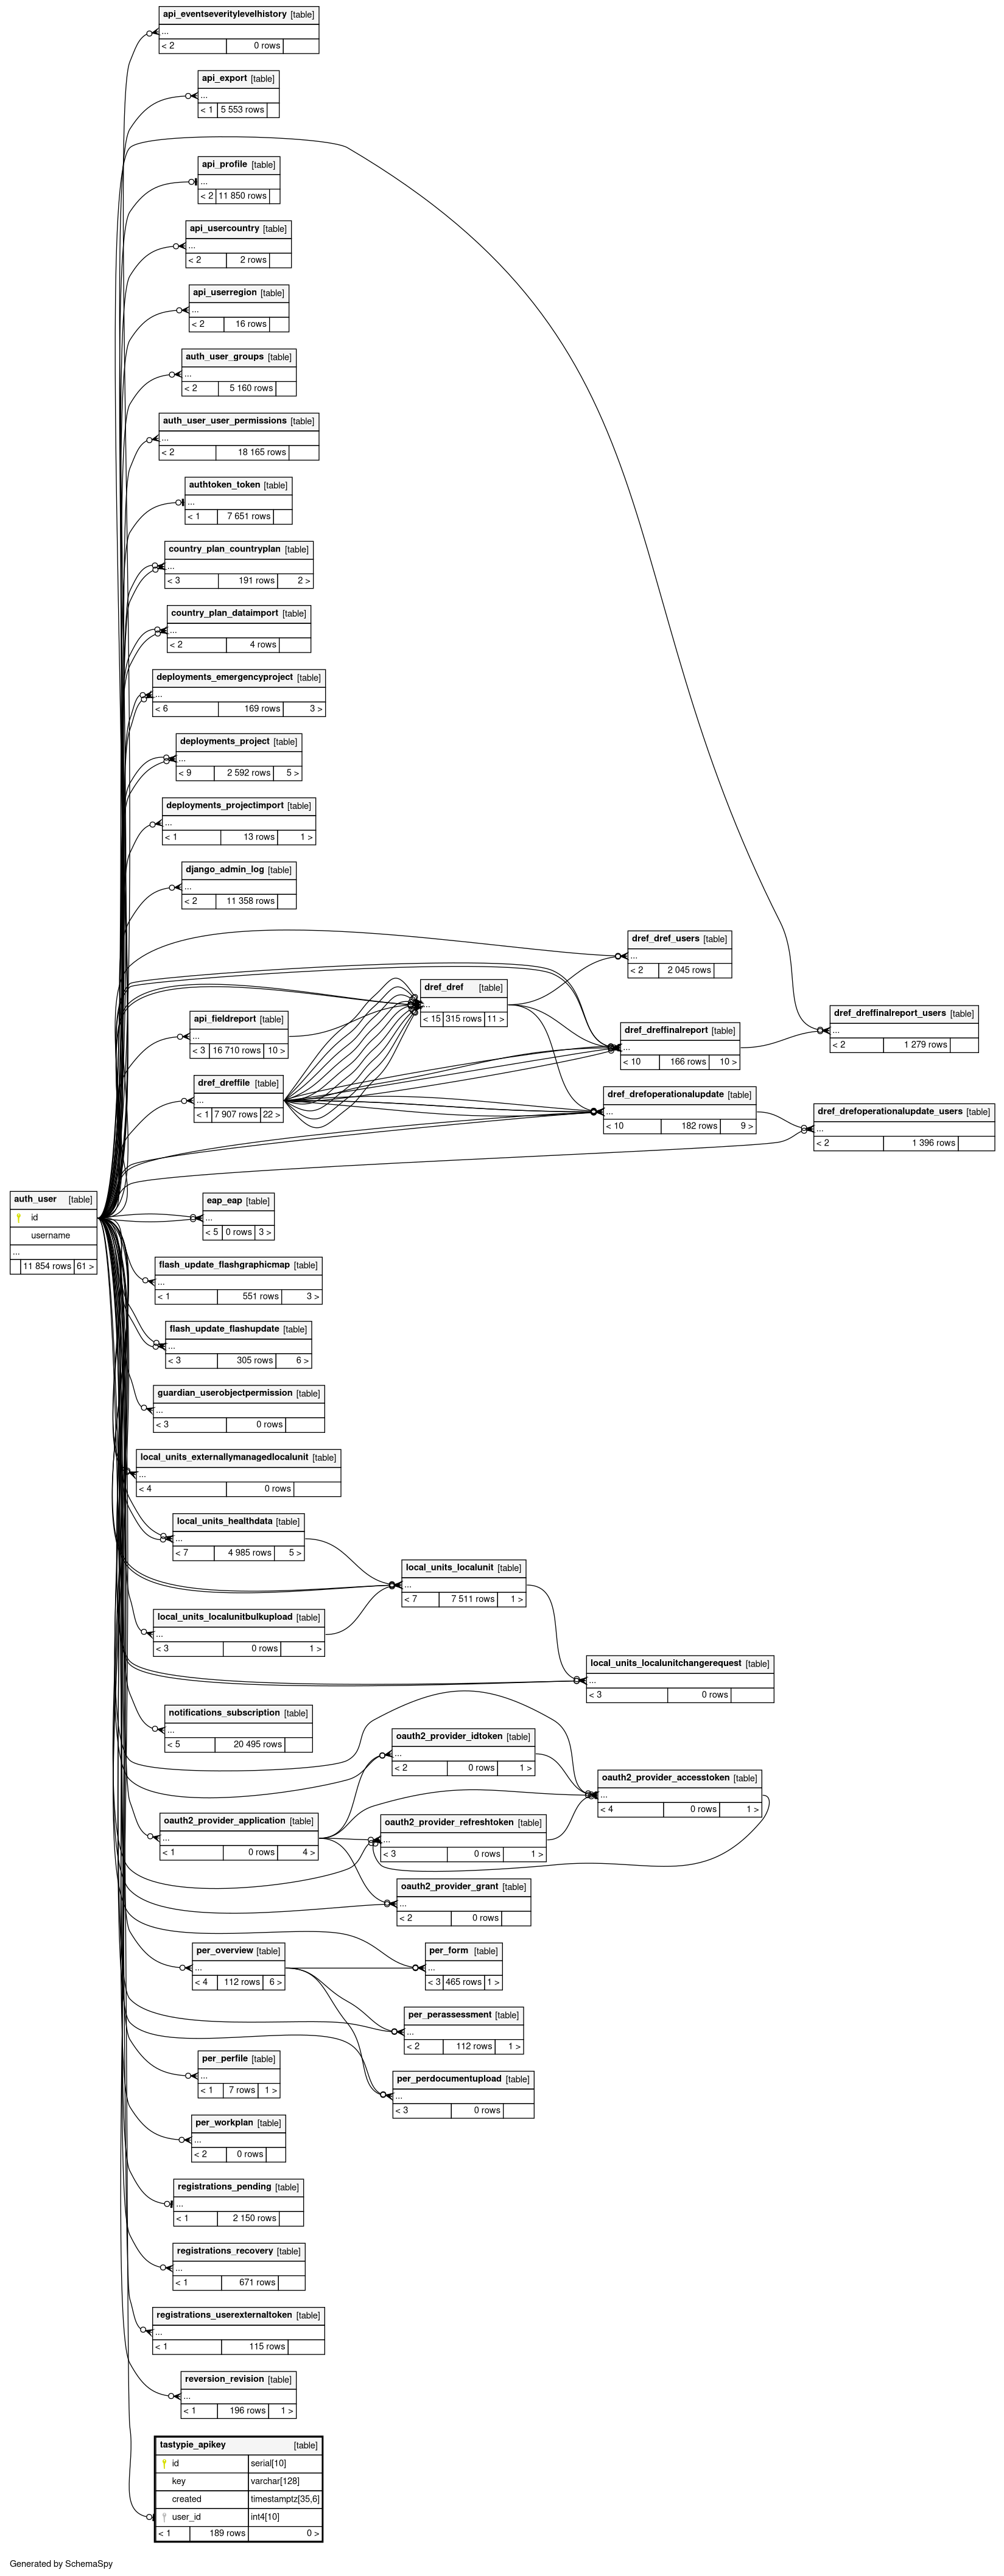 api_eventseveritylevelhistory [table]
...
< 2 0 rows
api_export [table]
...
< 1 5 553 rows
api_profile [table]
...
< 2 11 850 rows
api_usercountry [table]
...
< 2 2 rows
api_userregion [table]
...
< 2 16 rows
auth_user_groups [table]
...
< 2 5 160 rows
auth_user_user_permissions [table]
...
< 2 18 165 rows
authtoken_token [table]
...
< 1 7 651 rows
country_plan_countryplan [table]
...
< 3 191 rows 2 >
country_plan_dataimport [table]
...
< 2 4 rows
deployments_emergencyproject [table]
...
< 6 169 rows 3 >
deployments_project [table]
...
< 9 2 592 rows 5 >
deployments_projectimport [table]
...
< 1 13 rows 1 >
django_admin_log [table]
...
< 2 11 358 rows
dref_dref_users [table]
...
< 2 2 045 rows
dref_dref [table]
...
< 15 315 rows 11 >
dref_dreffinalreport_users [table]
...
< 2 1 279 rows
api_fieldreport [table]
...
< 3 16 710 rows 10 >
dref_dreffinalreport [table]
...
< 10 166 rows 10 >
dref_dreffile [table]
...
< 1 7 907 rows 22 >
dref_drefoperationalupdate [table]
...
< 10 182 rows 9 >
dref_drefoperationalupdate_users [table]
...
< 2 1 396 rows
auth_user [table]
id
username
...
11 854 rows 61 >
eap_eap [table]
...
< 5 0 rows 3 >
flash_update_flashgraphicmap [table]
...
< 1 551 rows 3 >
flash_update_flashupdate [table]
...
< 3 305 rows 6 >
guardian_userobjectpermission [table]
...
< 3 0 rows
local_units_externallymanagedlocalunit [table]
...
< 4 0 rows
local_units_healthdata [table]
...
< 7 4 985 rows 5 >
local_units_localunit [table]
...
< 7 7 511 rows 1 >
local_units_localunitbulkupload [table]
...
< 3 0 rows 1 >
local_units_localunitchangerequest [table]
...
< 3 0 rows
notifications_subscription [table]
...
< 5 20 495 rows
oauth2_provider_idtoken [table]
...
< 2 0 rows 1 >
oauth2_provider_accesstoken [table]
...
< 4 0 rows 1 >
oauth2_provider_application [table]
...
< 1 0 rows 4 >
oauth2_provider_refreshtoken [table]
...
< 3 0 rows 1 >
oauth2_provider_grant [table]
...
< 2 0 rows
per_overview [table]
...
< 4 112 rows 6 >
per_form [table]
...
< 3 465 rows 1 >
per_perassessment [table]
...
< 2 112 rows 1 >
per_perfile [table]
...
< 1 7 rows 1 >
per_perdocumentupload [table]
...
< 3 0 rows
per_workplan [table]
...
< 2 0 rows
registrations_pending [table]
...
< 1 2 150 rows
registrations_recovery [table]
...
< 1 671 rows
registrations_userexternaltoken [table]
...
< 1 115 rows
reversion_revision [table]
...
< 1 196 rows 1 >
tastypie_apikey [table]
id serial[10]
key varchar[128]
created timestamptz[35,6]
user_id int4[10]
< 1 189 rows 0 >
Generated by SchemaSpy